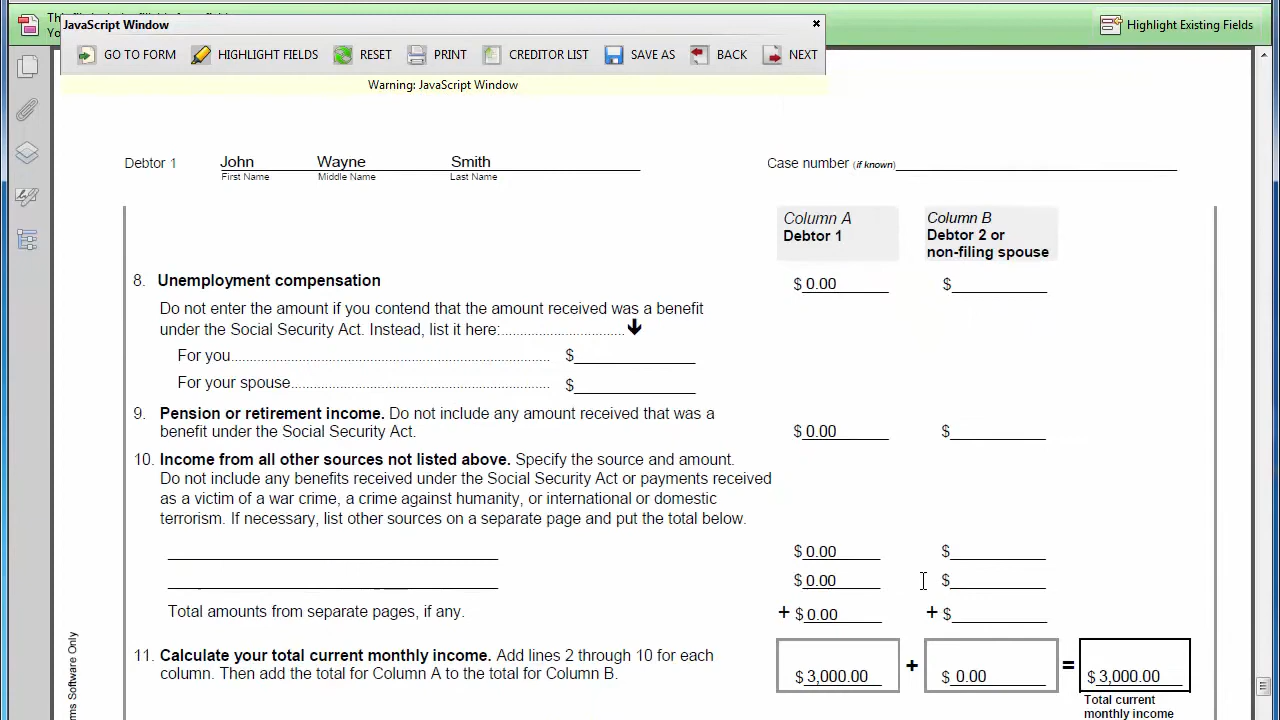 JavaScript Window
GO TO FORM HIGHLIGHT FIELDS RESET PRINT CREDITOR LIST SAVE AS BACK NEXT
Highlight Existing Fields
Warning: JavaScript Window
Debtor 1 John Wayne Smith
First Name Middle Name Last Name
Case number (if known)
Column A
Debtor 1
Column B
Debtor 2 or
non-filing spouse
8. Unemployment compensation $ 0.00 $
Do not enter the amount if you contend that the amount received was a benefit
under the Social Security Act. Instead, list it here:
For you $
For your spouse $
9. Pension or retirement income. Do not include any amount received that was a
benefit under the Social Security Act. $ 0.00 $
10. Income from all other sources not listed above. Specify the source and amount.
Do not include any benefits received under the Social Security Act or payments received
as a victim of a war crime, a crime against humanity, or international or domestic
terrorism. If necessary, list other sources on a separate page and put the total below.
$ 0.00 $
$ 0.00 $
Total amounts from separate pages, if any. + $ 0.00 + $
11. Calculate your total current monthly income. Add lines 2 through 10 for each
column. Then add the total for Column A to the total for Column B. $ 3,000.00 + $ 0.00 = $ 3,000.00
Total current
monthly income
Software Only